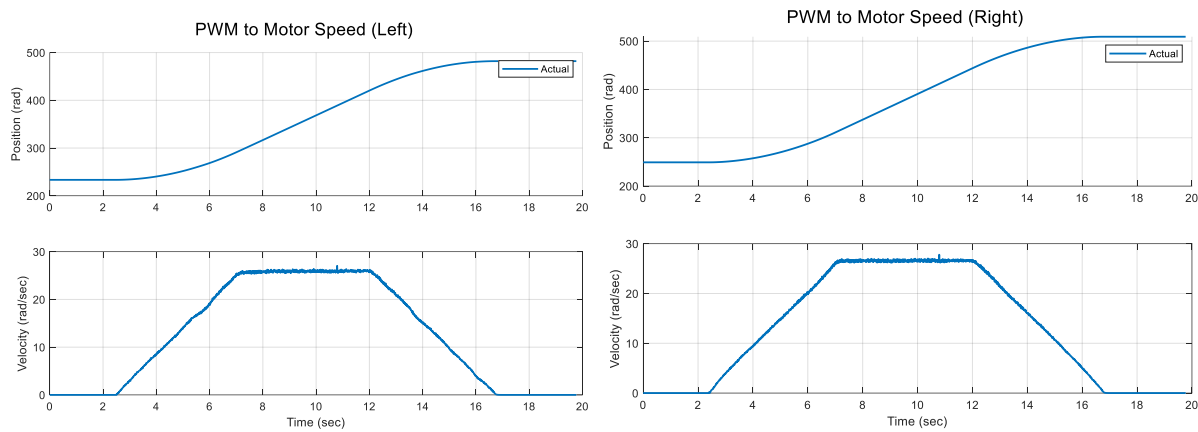 PWM to Motor Speed (Left)
500
400
300
200
Position (rad)
Actual
0 2 4 6 8 10 12 14 16 18 20
30
20
10
0
Velocity (rad/sec)
0 2 4 6 8 10 12 14 16 18 20
Time (sec)
PWM to Motor Speed (Right)
500
400
300
200
Position (rad)
Actual
0 2 4 6 8 10 12 14 16 18 20
30
20
10
0
Velocity (rad/sec)
0 2 4 6 8 10 12 14 16 18 20
Time (sec)